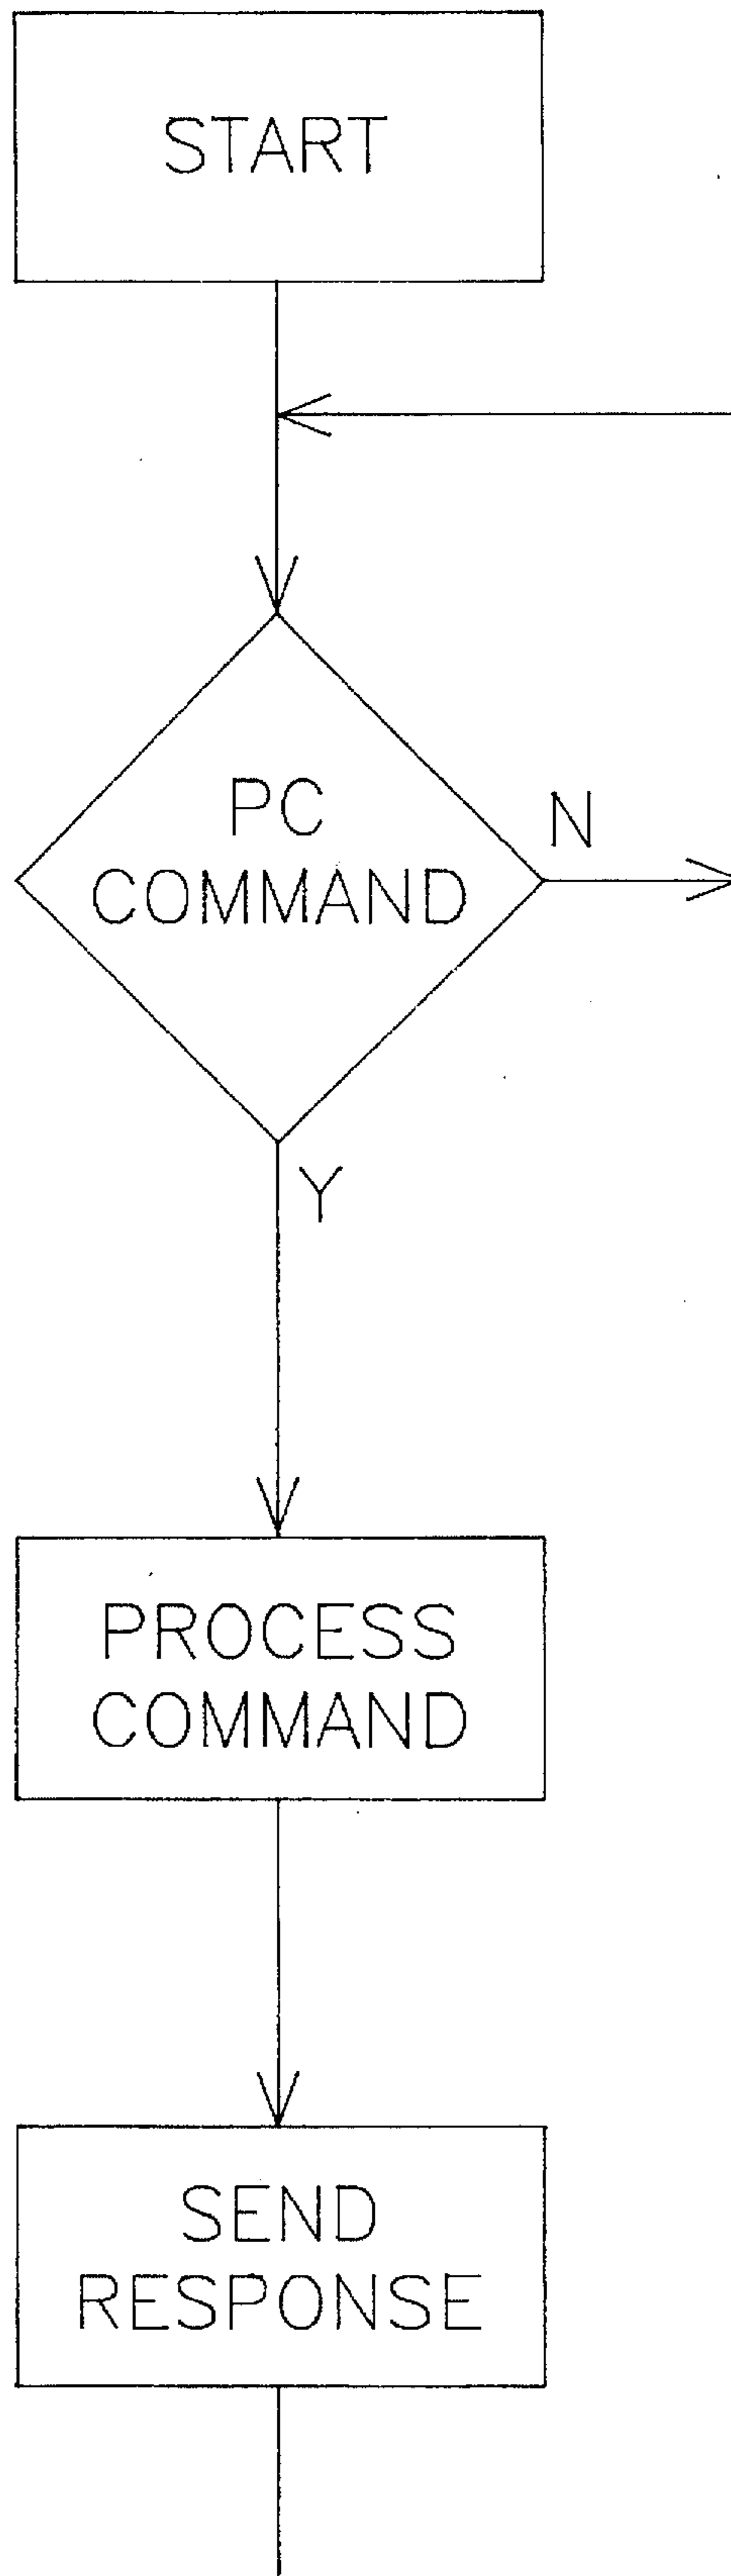 START
PC
COMMAND
N
Y
PROCESS
COMMAND
SEND
RESPONSE